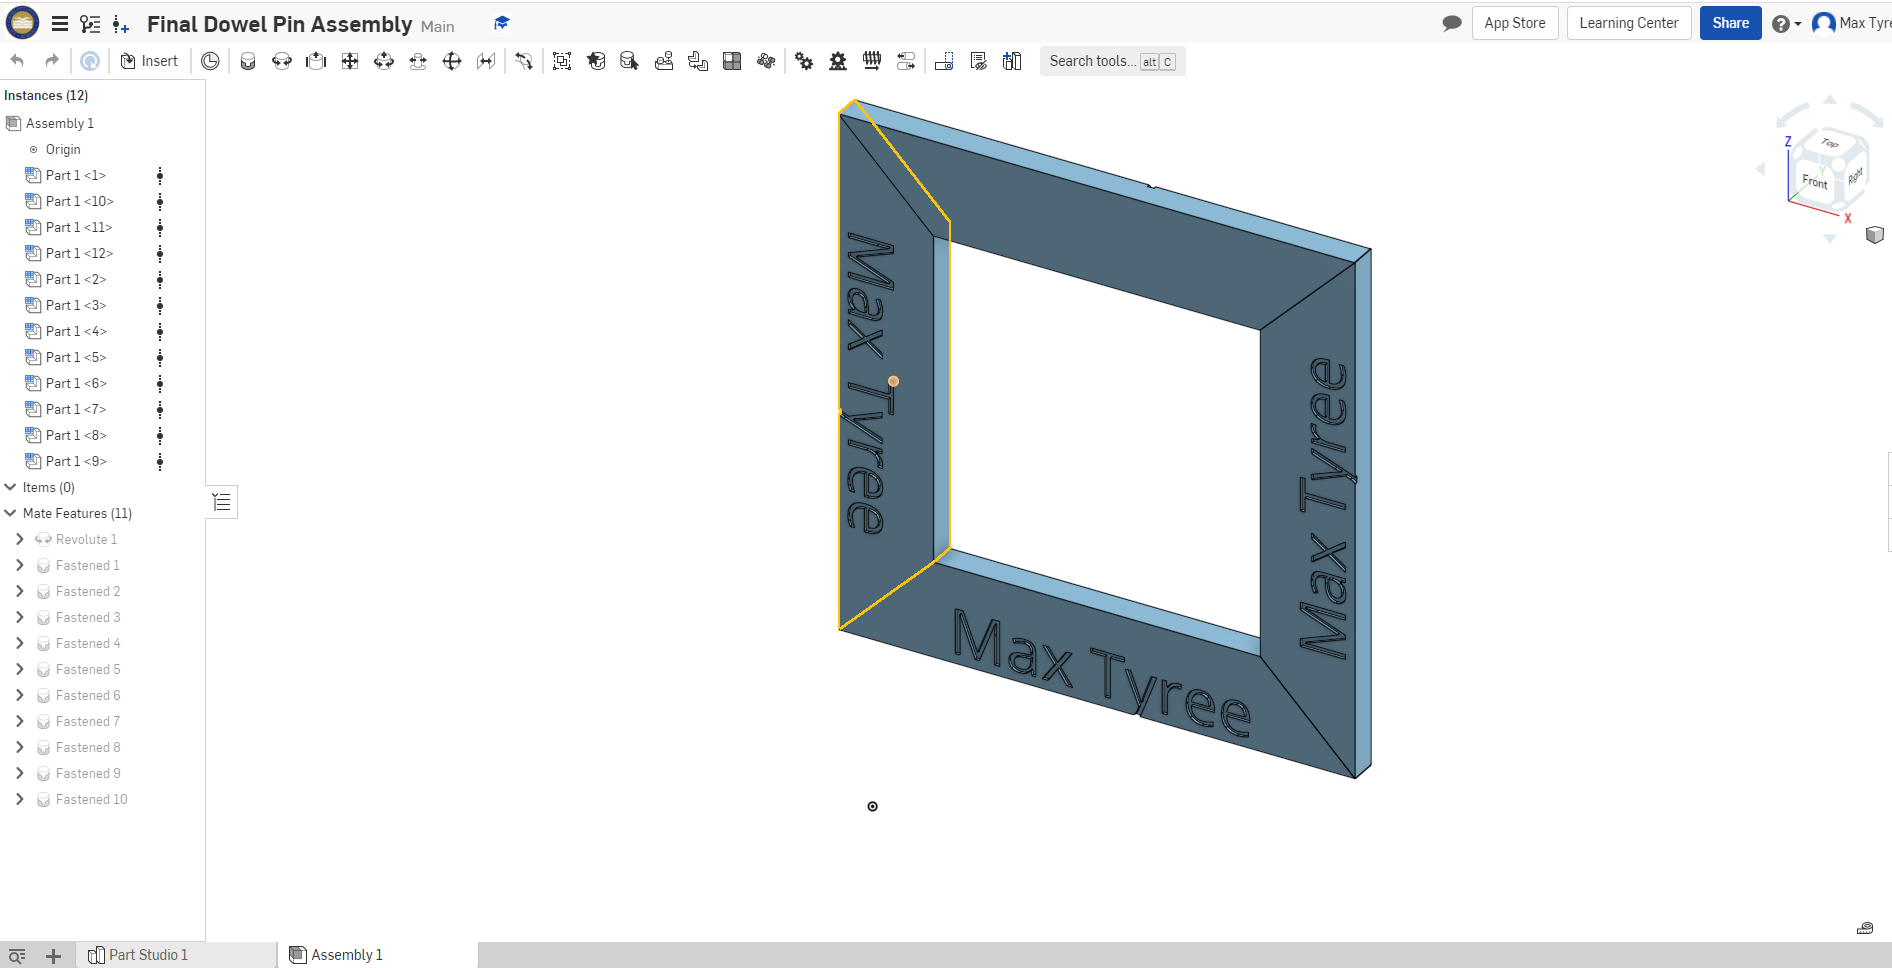 Final Dowel Pin Assembly Main
App Store
Learning Center
Share
Max Tyre
Insert
Search tools... alt C
Instances (12)
Assembly 1
Origin
Part 1 <1>
Part 1 <10>
Part 1 <11>
Part 1 <12>
Part 1 <2>
Part 1 <3>
Part 1 <4>
Part 1 <5>
Part 1 <6>
Part 1 <7>
Part 1 <8>
Part 1 <9>
Items (0)
Mate Features (11)
Revolute 1
Fastened 1
Fastened 2
Fastened 3
Fastened 4
Fastened 5
Fastened 6
Fastened 7
Fastened 8
Fastened 9
Fastened 10
Max Tyree
Max Tyree
Max Tyree
Z
Top
Y
Front
Right
X
Part Studio 1
Assembly 1